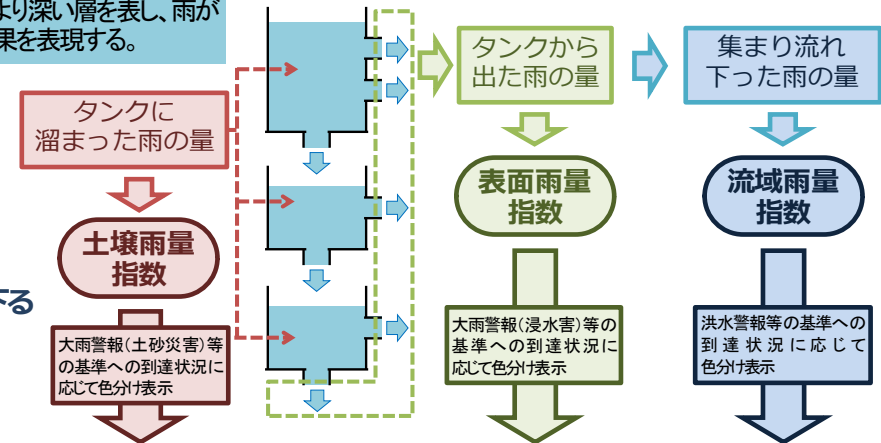 より深い層を表し、雨が
果を表現する。
タンクに
溜まった雨の量
土壌雨量
指数
下る
大雨警報(土砂災害)等
の基準への到達状況に
応じて色分け表示
タンクから
出た雨の量
表面雨量
指数
大雨警報(浸水害)等の
基準への到達状況に
応じて色分け表示
集まり流れ
下った雨の量
流域雨量
指数
洪水警報等の基準への
到達状況に応じて
色分け表示